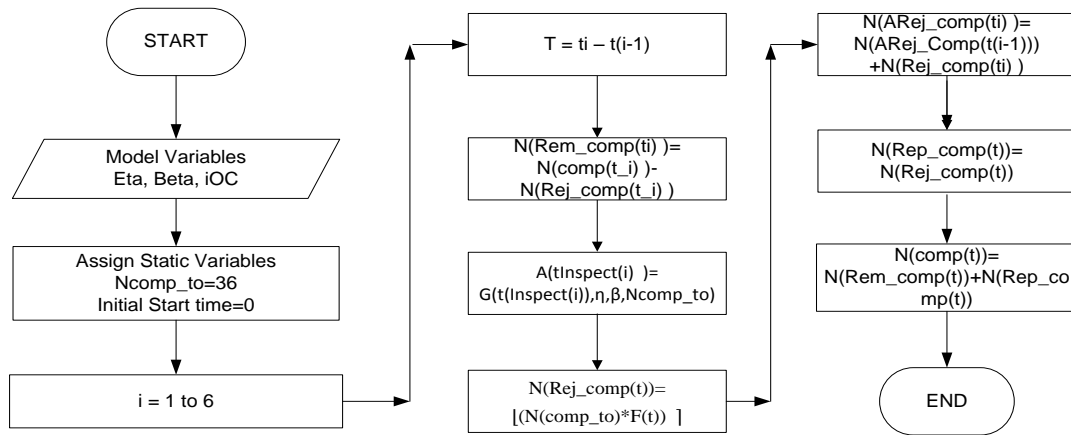 START
Model Variables
Eta, Beta, iOC
Assign Static Variables
Ncomp_to=36
Initial Start time=0
i = 1 to 6
T = ti – t(i-1)
N(Rem_comp(ti) )=
N(comp(t_i) )-
N(Rej_comp(t_i) )
A(tInspect(i) )=
G(t(Inspect(i)),η,β,Ncomp_to)
N(Rej_comp(t))=
⌊(N(comp_to)*F(t)) ⌉
N(ARej_comp(ti) )=
N(ARej_Comp(t(i-1)))
+N(Rej_comp(ti) )
N(Rep_comp(t))=
N(Rej_comp(t))
N(comp(t))=
N(Rem_comp(t))+N(Rep_co
mp(t))
END